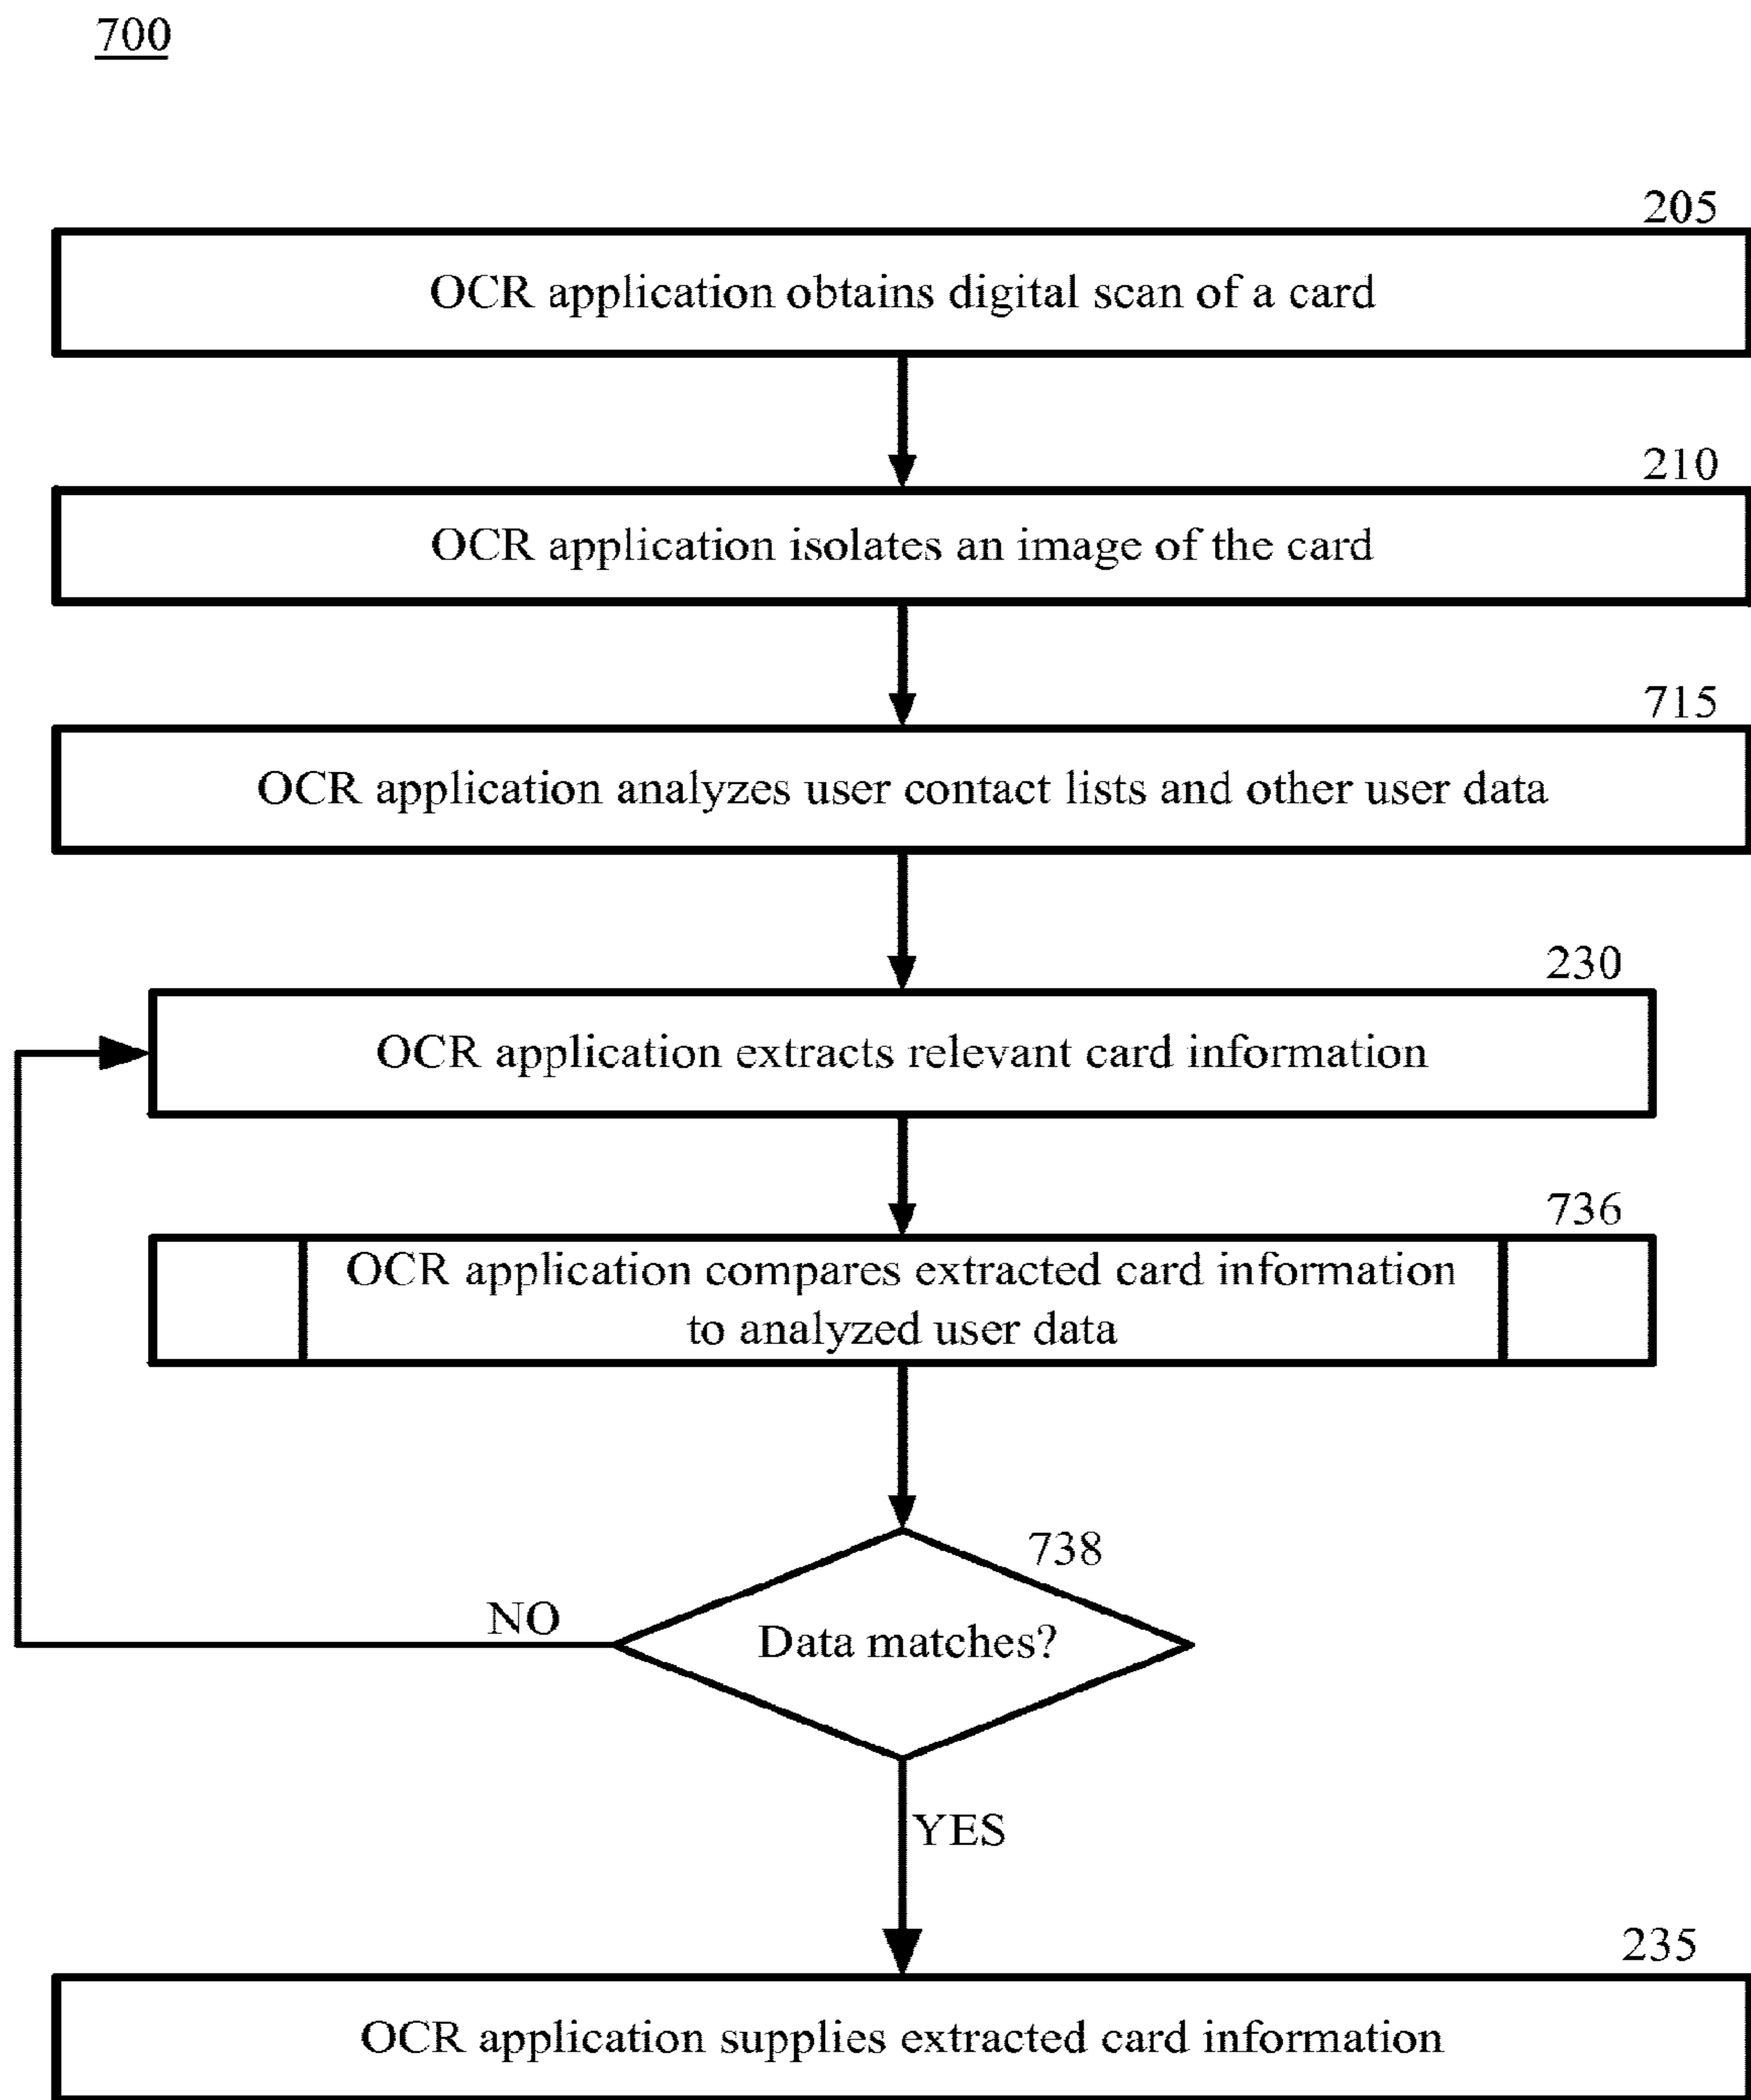 700
205
OCR application obtains digital scan of a card
210
OCR application isolates an image of the card
715
OCR application analyzes user contact lists and other user data
230
OCR application extracts relevant card information
736
OCR application compares extracted card information
to analyzed user data
738
NO
Data matches?
YES
235
OCR application supplies extracted card information